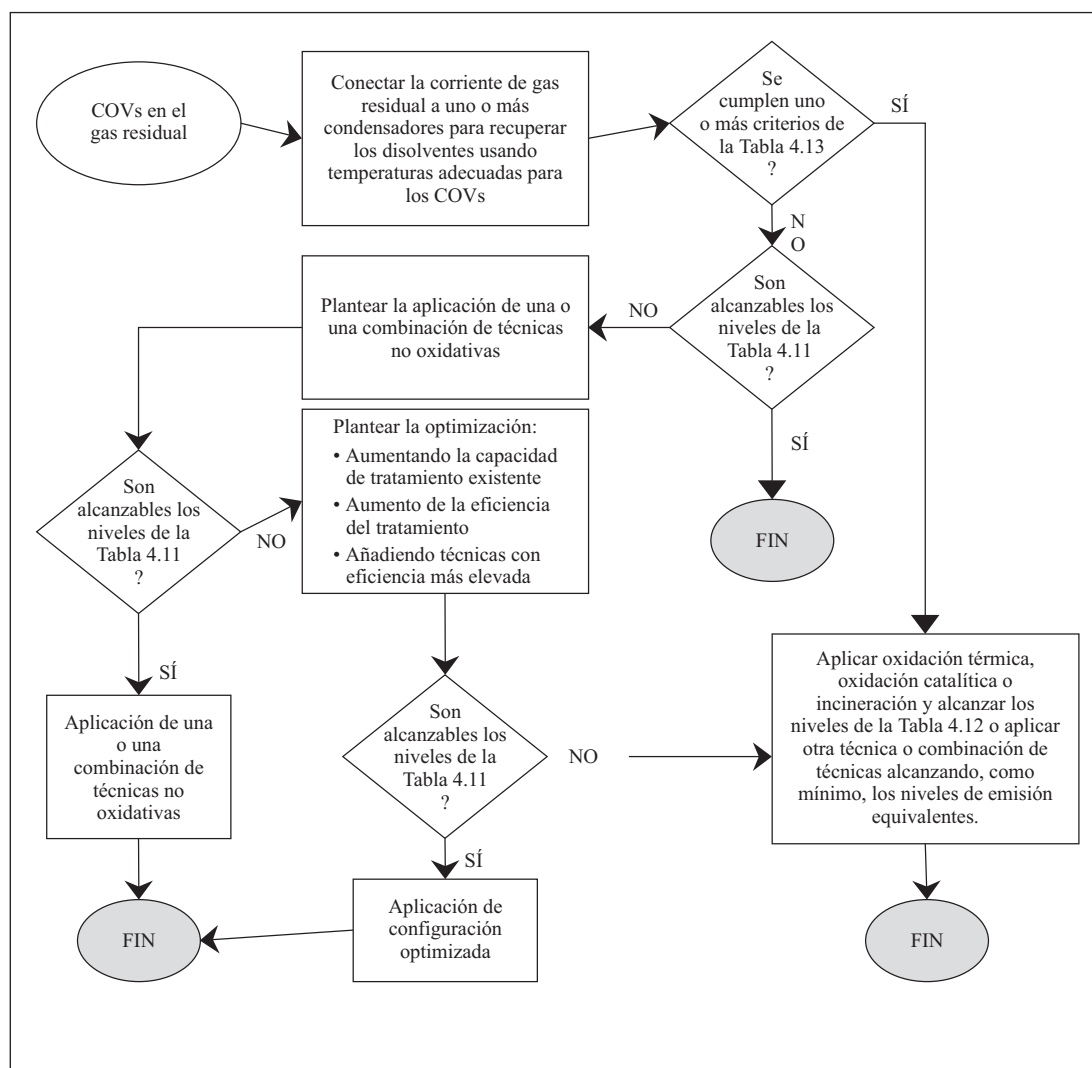 COVs en el
gas residual
Conectar la corriente de gas
residual a uno o más
condensadores para recuperar
los disolventes usando
temperaturas adecuadas para
los COVs
Se
cumplen uno
o más criterios de
la Tabla 4.13
?
SÍ
N
O
Son
alcanzables los
niveles de la
Tabla 4.11
?
NO
SÍ
FIN
Plantear la aplicación de una o
una combinación de técnicas
no oxidativas
Son
alcanzables los
niveles de la
Tabla 4.11
?
NO
SÍ
Plantear la optimización:
• Aumentando la capacidad
de tratamiento existente
• Aumento de la eficiencia
del tratamiento
• Añadiendo técnicas con
eficiencia más elevada
Aplicación de una
o una
combinación de
técnicas no
oxidativas
FIN
Son
alcanzables los
niveles de la
Tabla 4.11
?
NO
SÍ
Aplicación de
configuración
optimizada
Aplicar oxidación térmica,
oxidación catalítica o
incineración y alcanzar los
niveles de la Tabla 4.12 o aplicar
otra técnica o combinación de
técnicas alcanzando, como
mínimo, los niveles de emisión
equivalentes.
FIN